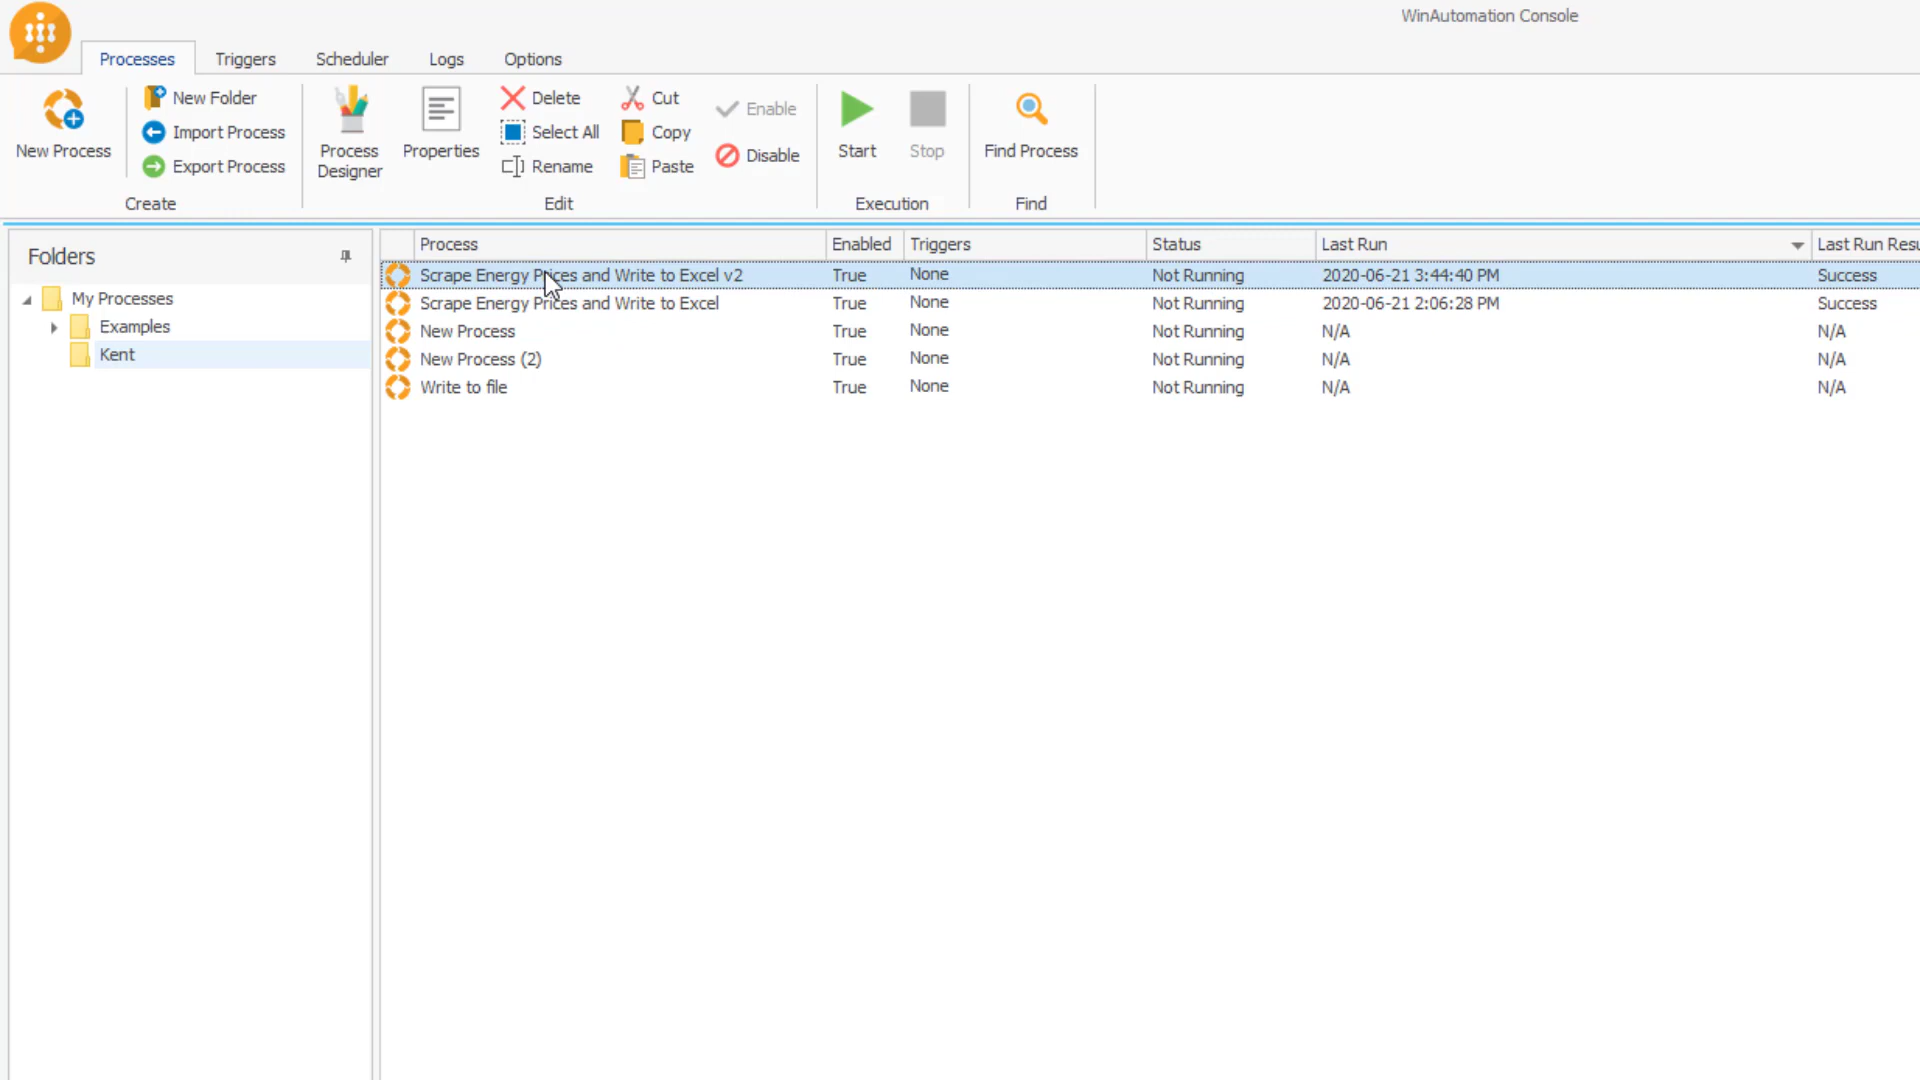 WinAutomation Console
Processes Triggers Scheduler Logs Options
New Process
New Folder
Import Process
Export Process
Create
Process Designer
Properties
Delete
Select All
Rename
Cut
Copy
Paste
Enable
Disable
Edit
Start
Stop
Execution
Find Process
Find
Folders
My Processes
Examples
Kent
Process Enabled Triggers Status Last Run Last Run Resu
Scrape Energy Prices and Write to Excel v2 True None Not Running 2020-06-21 3:44:40 PM Success
Scrape Energy Prices and Write to Excel True None Not Running 2020-06-21 2:06:28 PM Success
New Process True None Not Running N/A N/A
New Process (2) True None Not Running N/A N/A
Write to file True None Not Running N/A N/A